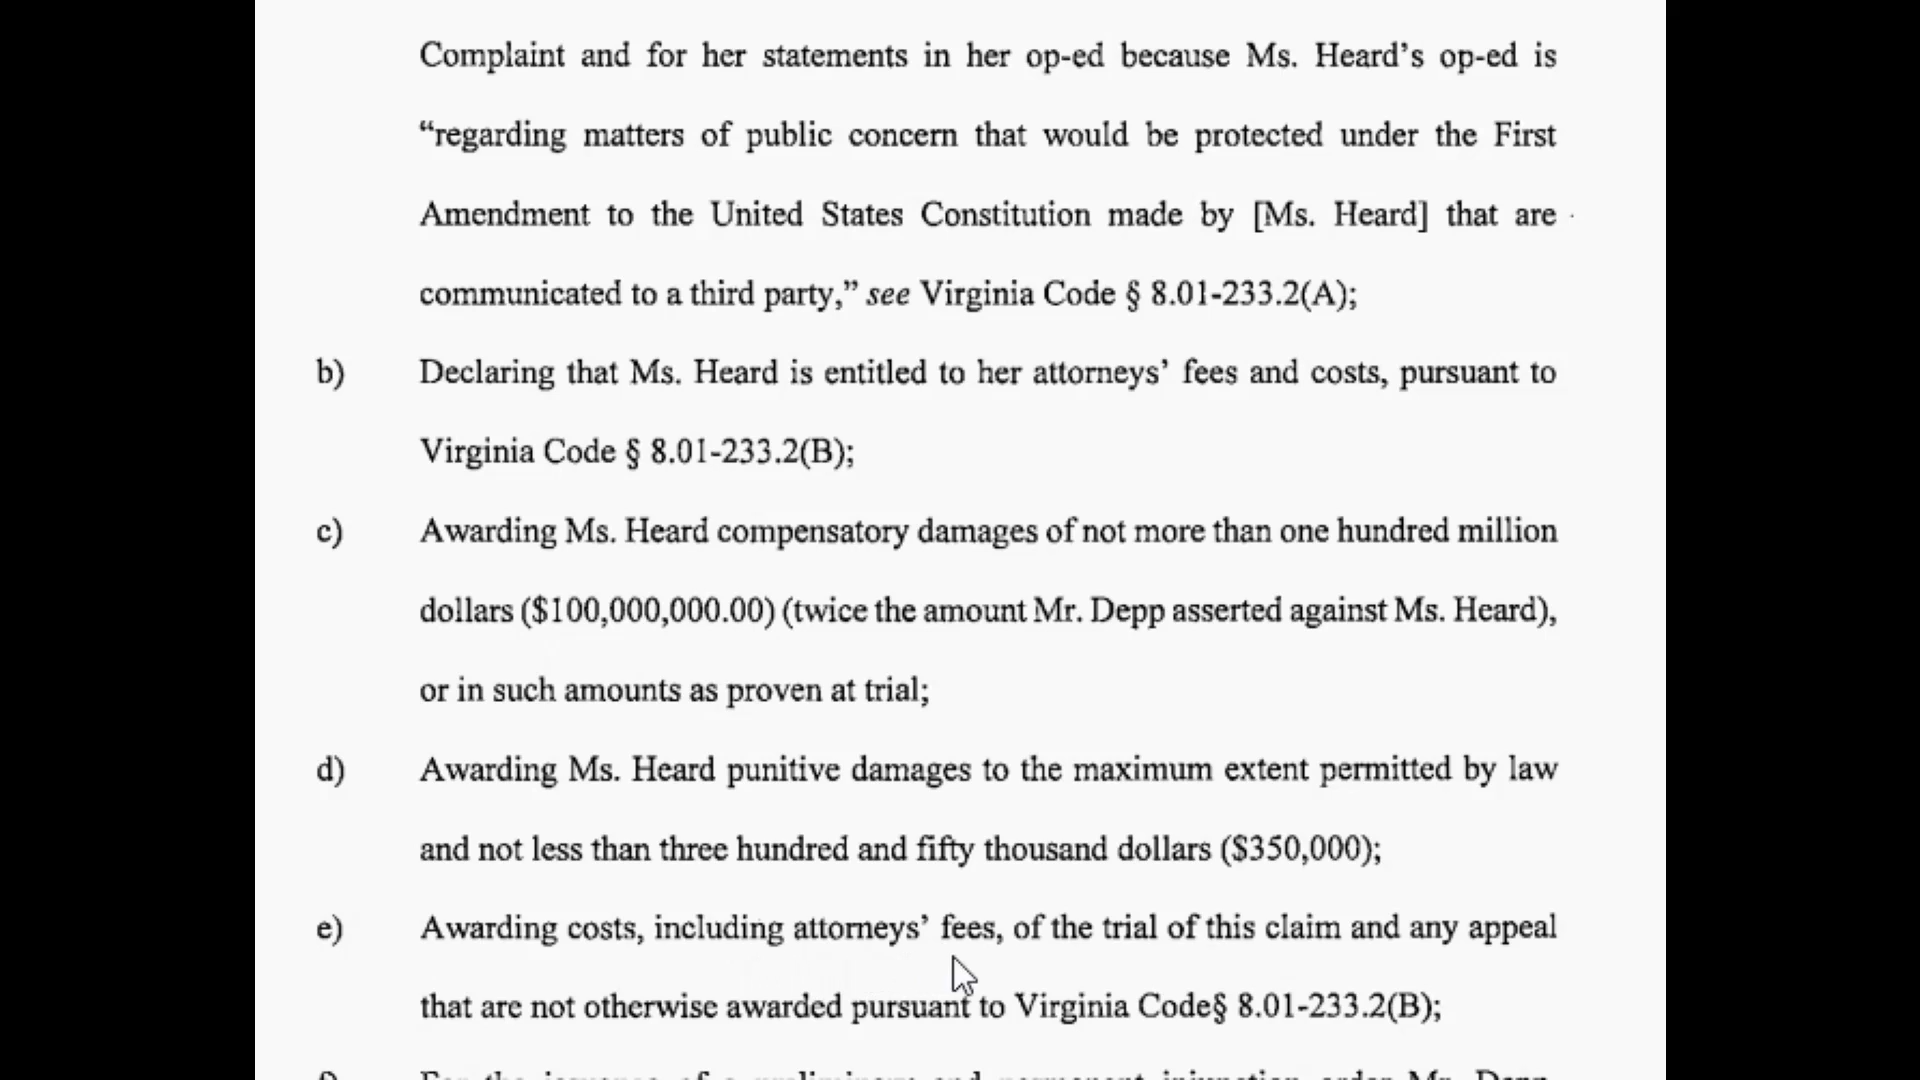 Complaint and for her statements in her op-ed because Ms. Heard's op-ed is
“regarding matters of public concern that would be protected under the First
Amendment to the United States Constitution made by [Ms. Heard] that are
communicated to a third party,” see Virginia Code § 8.01-233.2(A);
b) Declaring that Ms. Heard is entitled to her attorneys’ fees and costs, pursuant to
Virginia Code § 8.01-233.2(B);
c) Awarding Ms. Heard compensatory damages of not more than one hundred million
dollars ($100,000,000.00) (twice the amount Mr. Depp asserted against Ms. Heard),
or in such amounts as proven at trial;
d) Awarding Ms. Heard punitive damages to the maximum extent permitted by law
and not less than three hundred and fifty thousand dollars ($350,000);
e) Awarding costs, including attorneys’ fees, of the trial of this claim and any appeal
that are not otherwise awarded pursuant to Virginia Code§ 8.01-233.2(B);